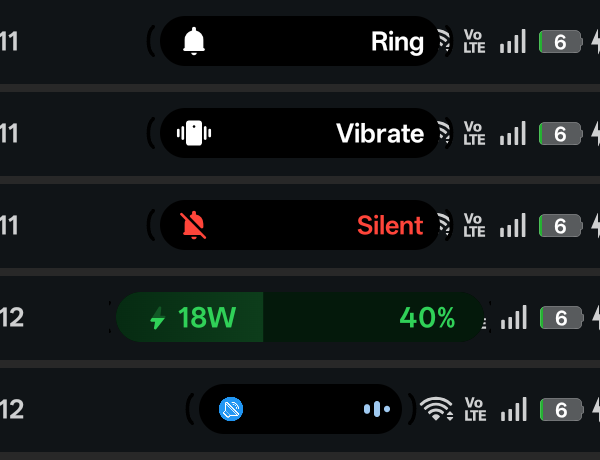 11 Ring Vo LTE 6
11 Vibrate Vo LTE 6
11 Silent Vo LTE 6
12 18W 40% 6
12 Vo LTE 6